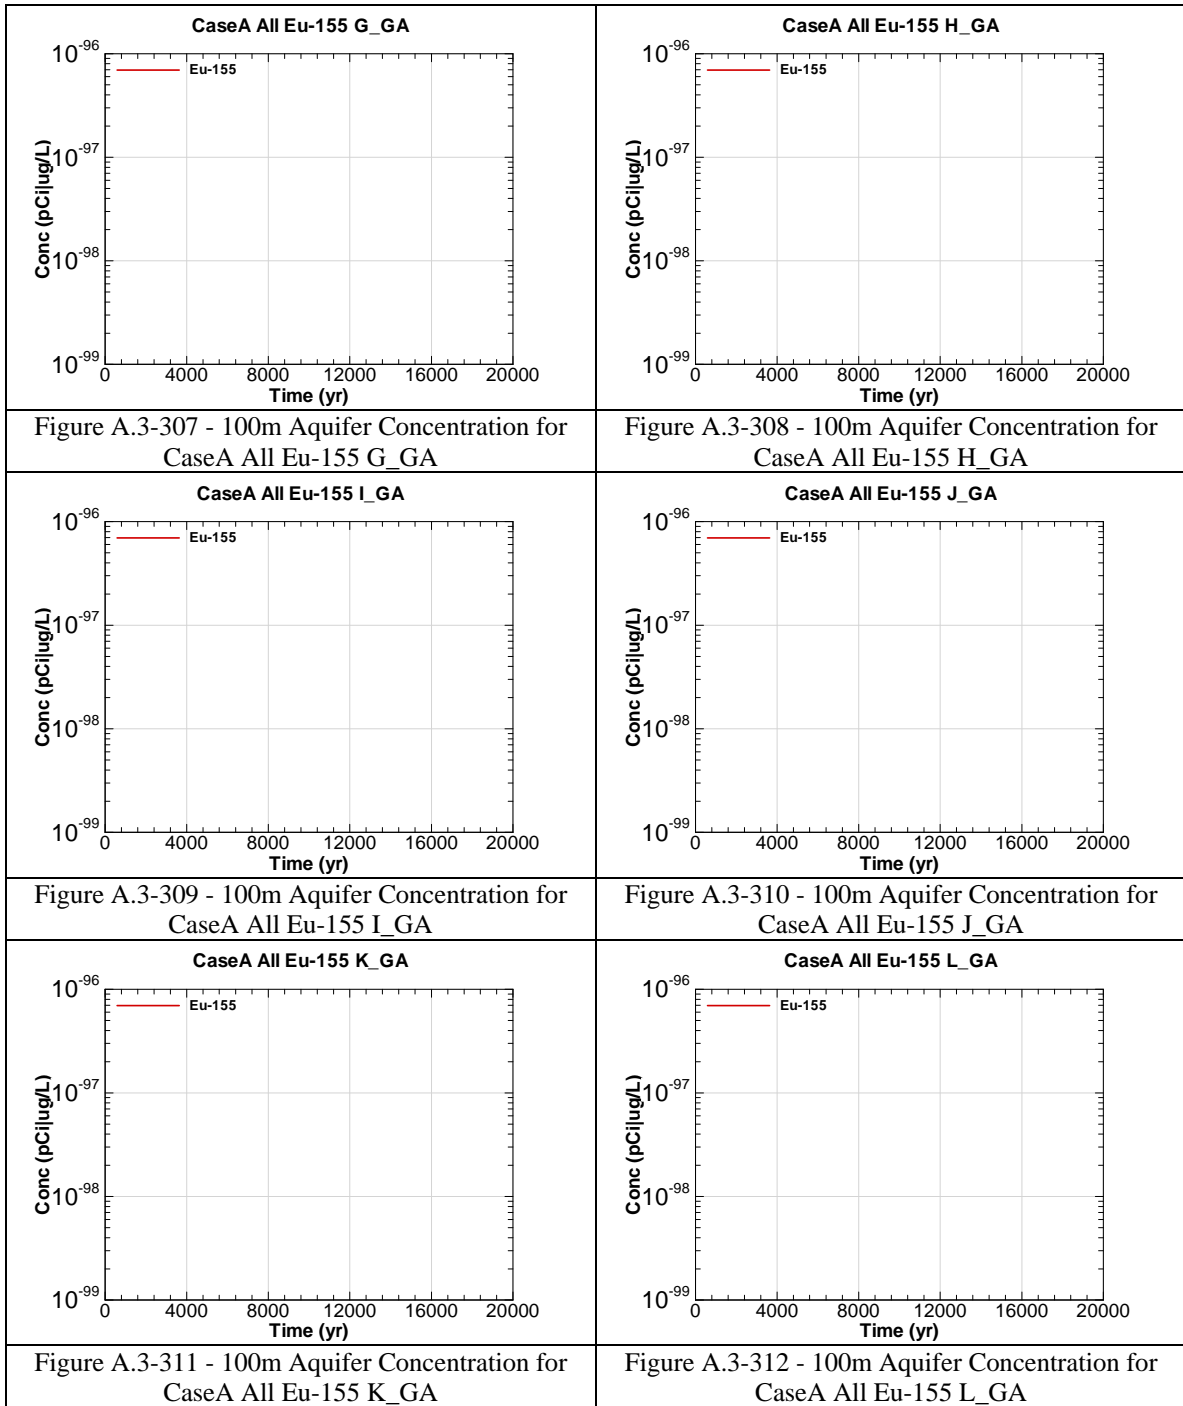 CaseA All Eu-155 G_GA
10-96
Eu-155
10-97
Conc (pCi|ug/L)
10-98
10-99
0 4000 8000 12000 16000 20000
Time (yr)
Figure A.3-307 - 100m Aquifer Concentration for
CaseA All Eu-155 G_GA
CaseA All Eu-155 H_GA
10-96
Eu-155
10-97
Conc (pCi|ug/L)
10-98
10-99
0 4000 8000 12000 16000 20000
Time (yr)
Figure A.3-308 - 100m Aquifer Concentration for
CaseA All Eu-155 H_GA
CaseA All Eu-155 I_GA
10-96
Eu-155
10-97
Conc (pCi|ug/L)
10-98
10-99
0 4000 8000 12000 16000 20000
Time (yr)
Figure A.3-309 - 100m Aquifer Concentration for
CaseA All Eu-155 I_GA
CaseA All Eu-155 J_GA
10-96
Eu-155
10-97
Conc (pCi|ug/L)
10-98
10-99
0 4000 8000 12000 16000 20000
Time (yr)
Figure A.3-310 - 100m Aquifer Concentration for
CaseA All Eu-155 J_GA
CaseA All Eu-155 K_GA
10-96
Eu-155
10-97
Conc (pCi|ug/L)
10-98
10-99
0 4000 8000 12000 16000 20000
Time (yr)
Figure A.3-311 - 100m Aquifer Concentration for
CaseA All Eu-155 K_GA
CaseA All Eu-155 L_GA
10-96
Eu-155
10-97
Conc (pCi|ug/L)
10-98
10-99
0 4000 8000 12000 16000 20000
Time (yr)
Figure A.3-312 - 100m Aquifer Concentration for
CaseA All Eu-155 L_GA